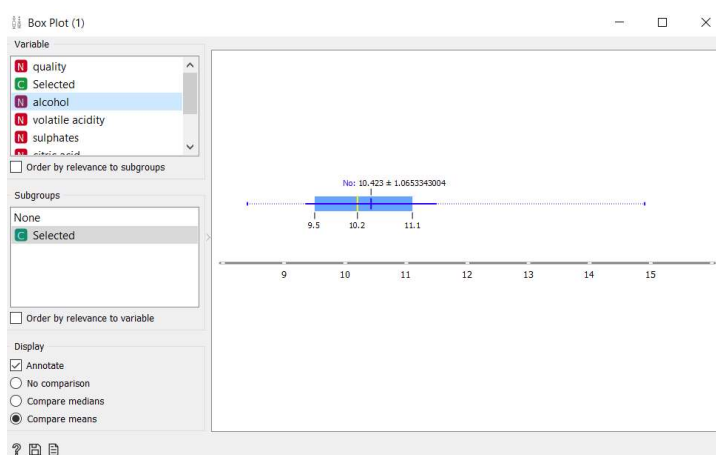 Box Plot (1)
Variable
N quality
C Selected
N alcohol
N volatile acidity
N sulphates
N citric acid
Order by relevance to subgroups
Subgroups
None
C Selected
Order by relevance to variable
Display
Annotate
No comparison
Compare medians
Compare means
No: 10.423 ± 1.0653343004
9.5 10.2 11.1
9 10 11 12 13 14 15